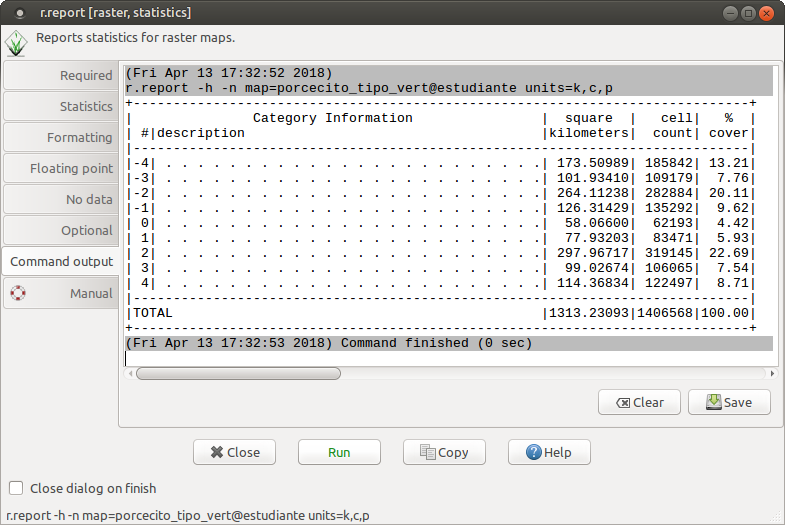 r.report [raster, statistics]
Reports statistics for raster maps.
Required
Statistics
Formatting
Floating point
No data
Optional
Command output
Manual
(Fri Apr 13 17:32:52 2018)
r.report -h -n map=porcecito_tipo_vert@estudiante units=k,c,p
+-----------------------------------------------------------------------------+
|               Category Information                |   square  |   cell|   %  |
| #|description                                     |kilometers|  count| cover|
|-----------------------------------------------------------------------------|
|-4| . . . . . . . . . . . . . . . . . . . . . . . .| 173.50989| 185842| 13.21|
|-3| . . . . . . . . . . . . . . . . . . . . . . . .| 101.93410| 109179|  7.76|
|-2| . . . . . . . . . . . . . . . . . . . . . . . .| 264.11238| 282884| 20.11|
|-1| . . . . . . . . . . . . . . . . . . . . . . . .| 126.31429| 135292|  9.62|
| 0| . . . . . . . . . . . . . . . . . . . . . . . .|  58.06600|  62193|  4.42|
| 1| . . . . . . . . . . . . . . . . . . . . . . . .|  77.93203|  83471|  5.93|
| 2| . . . . . . . . . . . . . . . . . . . . . . . .| 297.96717| 319145| 22.69|
| 3| . . . . . . . . . . . . . . . . . . . . . . . .|  99.02674| 106065|  7.54|
| 4| . . . . . . . . . . . . . . . . . . . . . . . .| 114.36834| 122497|  8.71|
|-----------------------------------------------------------------------------|
|TOTAL                                              |1313.23093|1406568|100.00|
+-----------------------------------------------------------------------------+
(Fri Apr 13 17:32:53 2018) Command finished (0 sec)
Clear Save
Close Run Copy Help
Close dialog on finish
r.report -h -n map=porcecito_tipo_vert@estudiante units=k,c,p